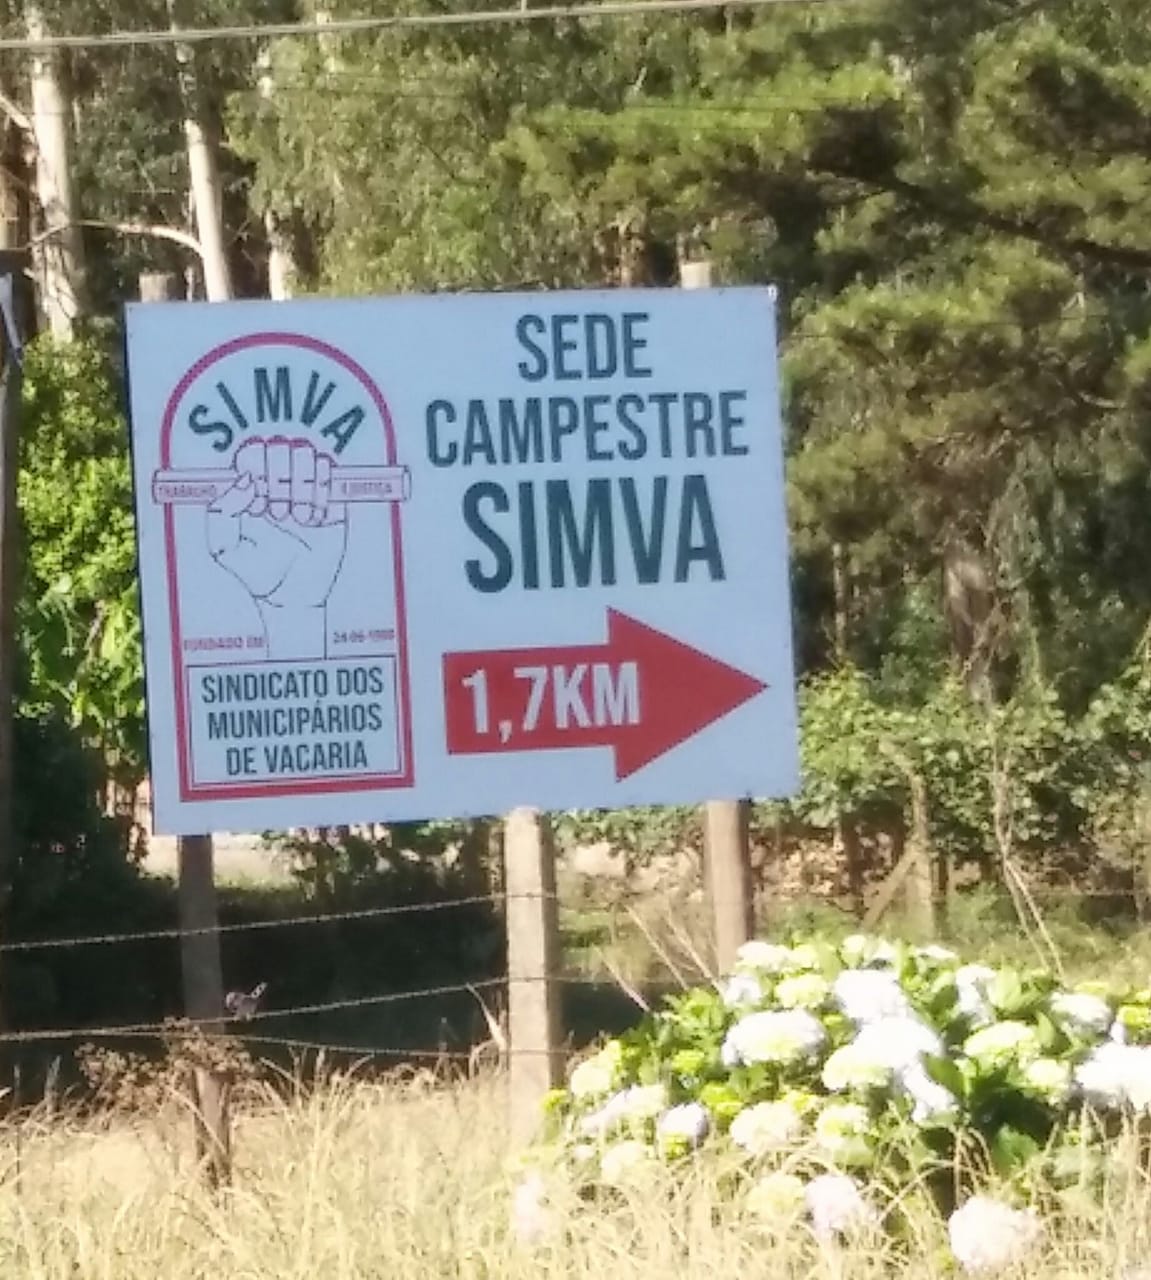 SIMVA
TRABALHO E JUSTIÇA
FUNDADO EM
SINDICATO DOS
MUNICIPÁRIOS
DE VACARIA
SEDE
CAMPESTRE
SIMVA
1,7KM